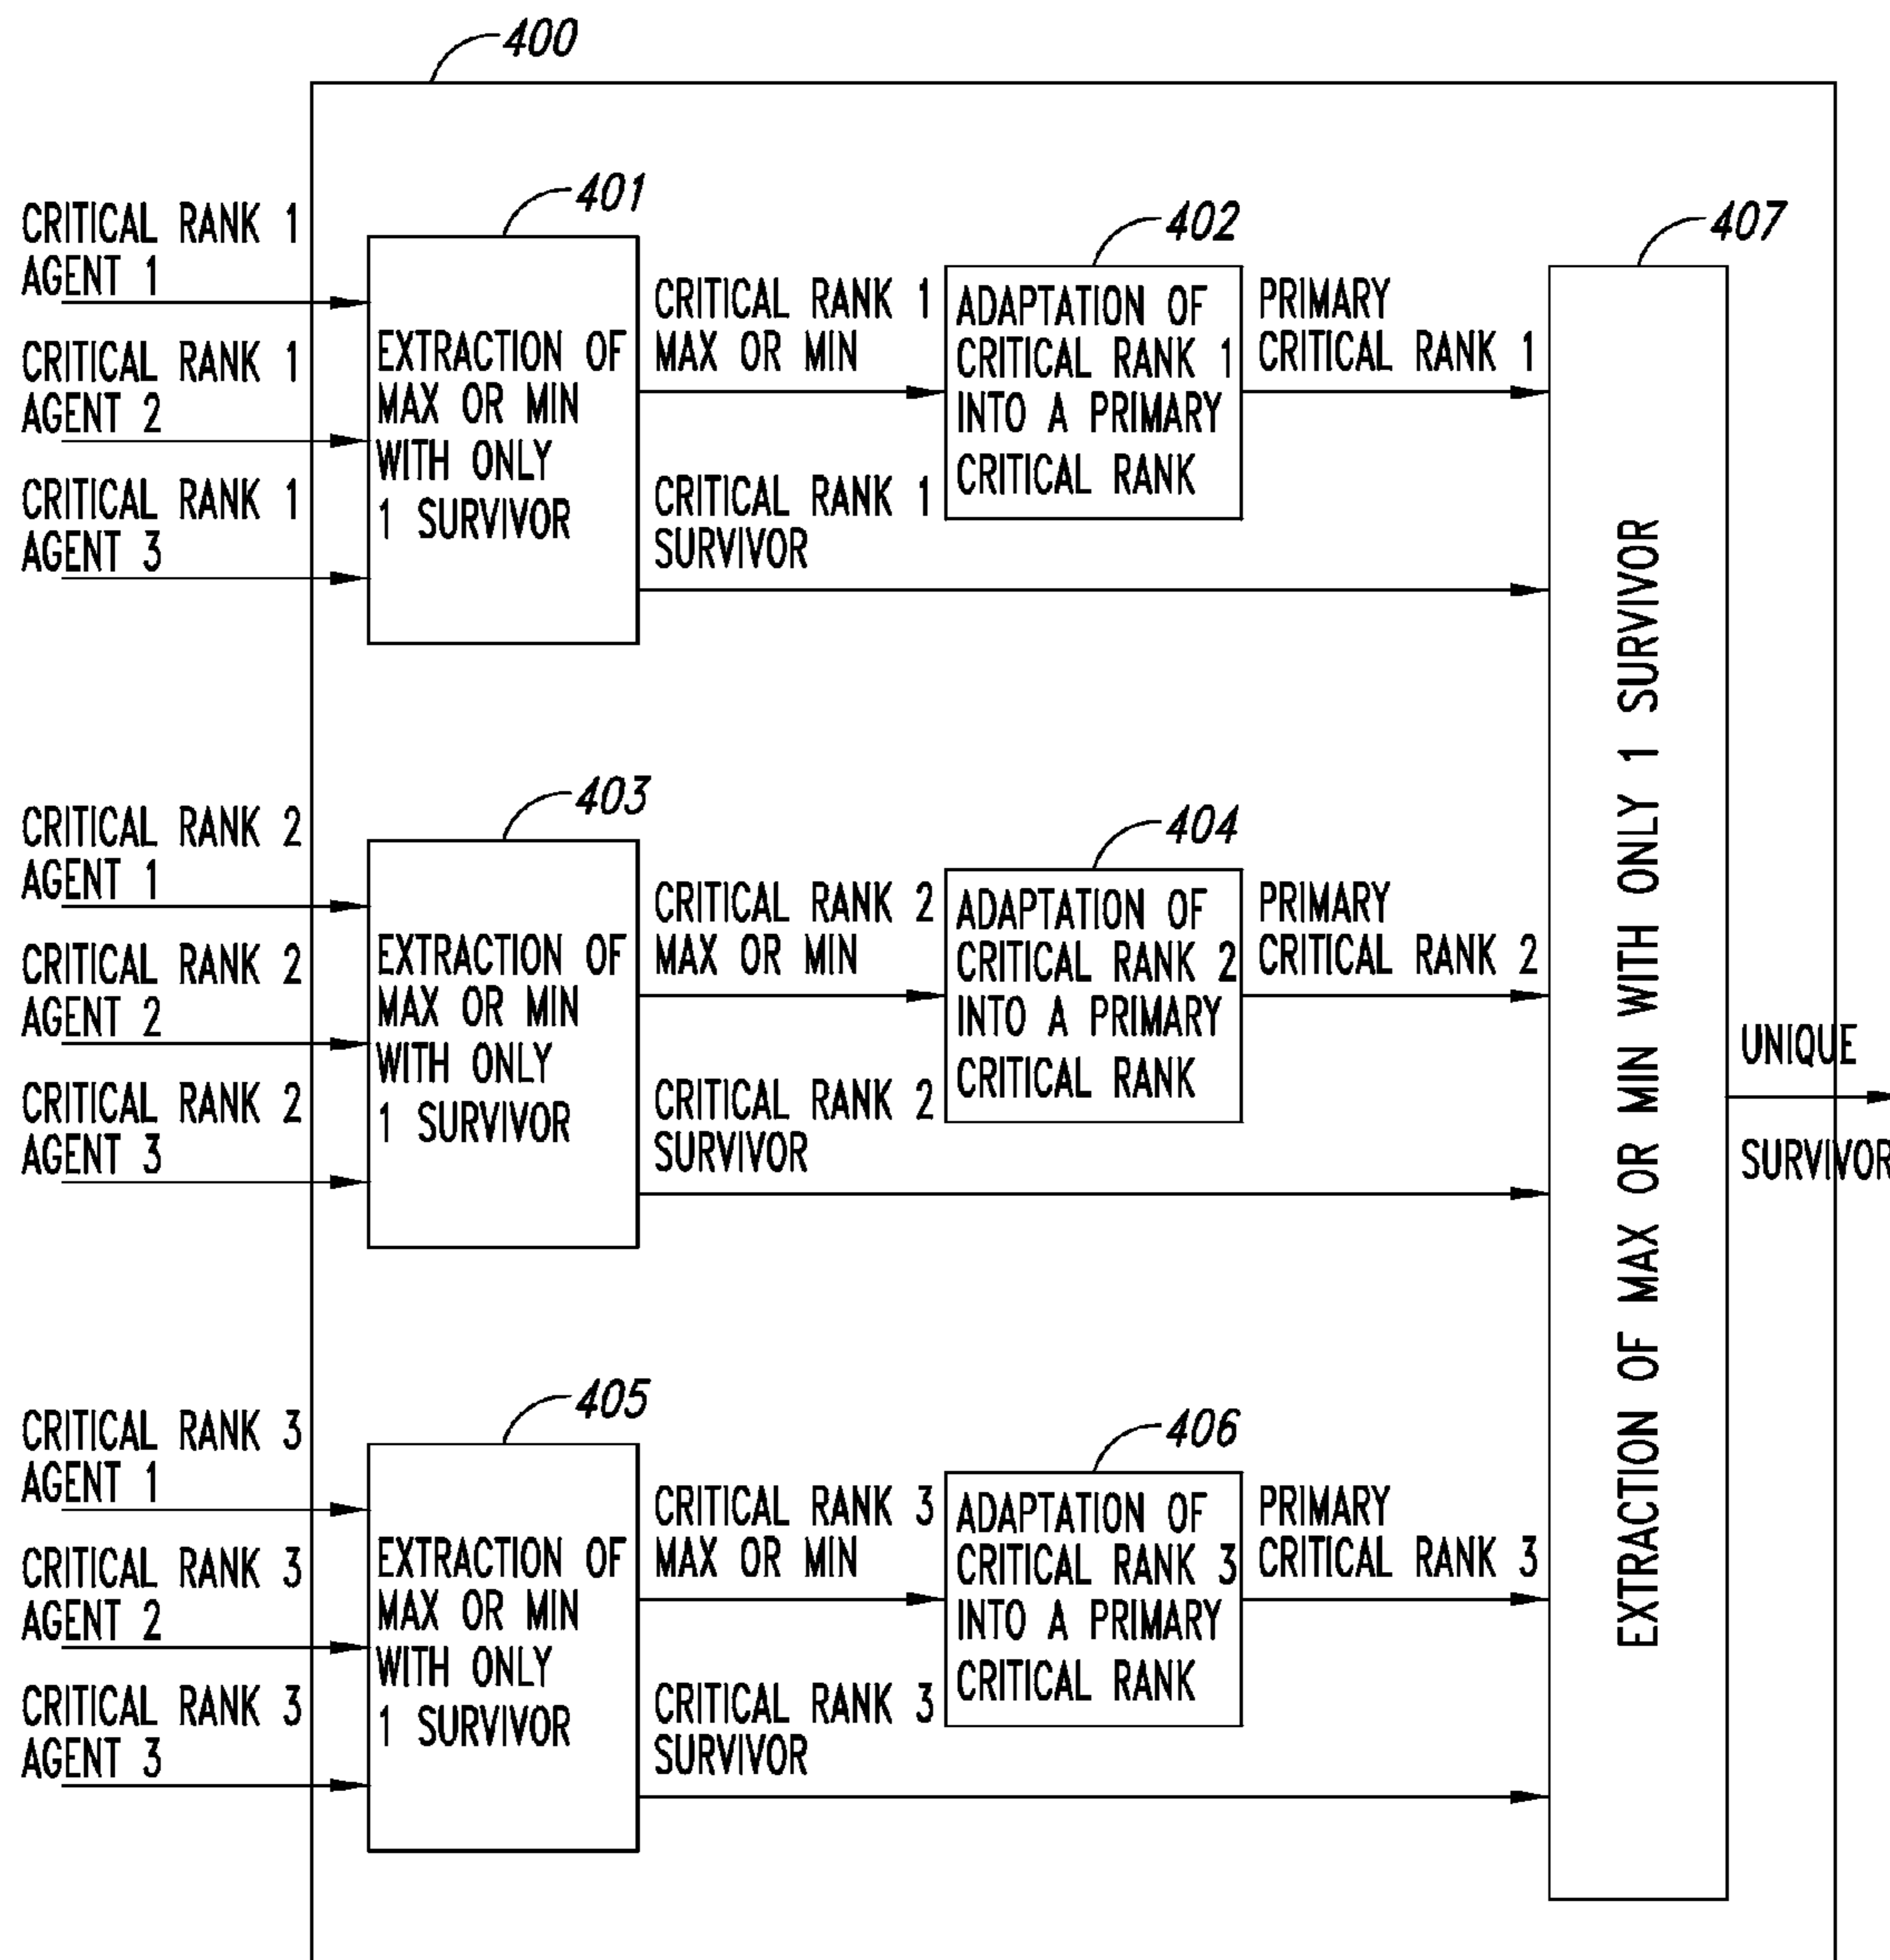 400
401
402
407
CRITICAL RANK 1
AGENT 1
CRITICAL RANK 1
AGENT 2
CRITICAL RANK 1
AGENT 3
EXTRACTION OF
MAX OR MIN
WITH ONLY
1 SURVIVOR
CRITICAL RANK 1
MAX OR MIN
CRITICAL RANK 1
SURVIVOR
ADAPTATION OF
CRITICAL RANK 1
INTO A PRIMARY
CRITICAL RANK
PRIMARY
CRITICAL RANK 1
403
404
CRITICAL RANK 2
AGENT 1
CRITICAL RANK 2
AGENT 2
CRITICAL RANK 2
AGENT 3
EXTRACTION OF
MAX OR MIN
WITH ONLY
1 SURVIVOR
CRITICAL RANK 2
MAX OR MIN
CRITICAL RANK 2
SURVIVOR
ADAPTATION OF
CRITICAL RANK 2
INTO A PRIMARY
CRITICAL RANK
PRIMARY
CRITICAL RANK 2
405
406
CRITICAL RANK 3
AGENT 1
CRITICAL RANK 3
AGENT 2
CRITICAL RANK 3
AGENT 3
EXTRACTION OF
MAX OR MIN
WITH ONLY
1 SURVIVOR
CRITICAL RANK 3
MAX OR MIN
CRITICAL RANK 3
SURVIVOR
ADAPTATION OF
CRITICAL RANK 3
INTO A PRIMARY
CRITICAL RANK
PRIMARY
CRITICAL RANK 3
EXTRACTION OF MAX OR MIN WITH ONLY 1 SURVIVOR
UNIQUE
SURVIVOR